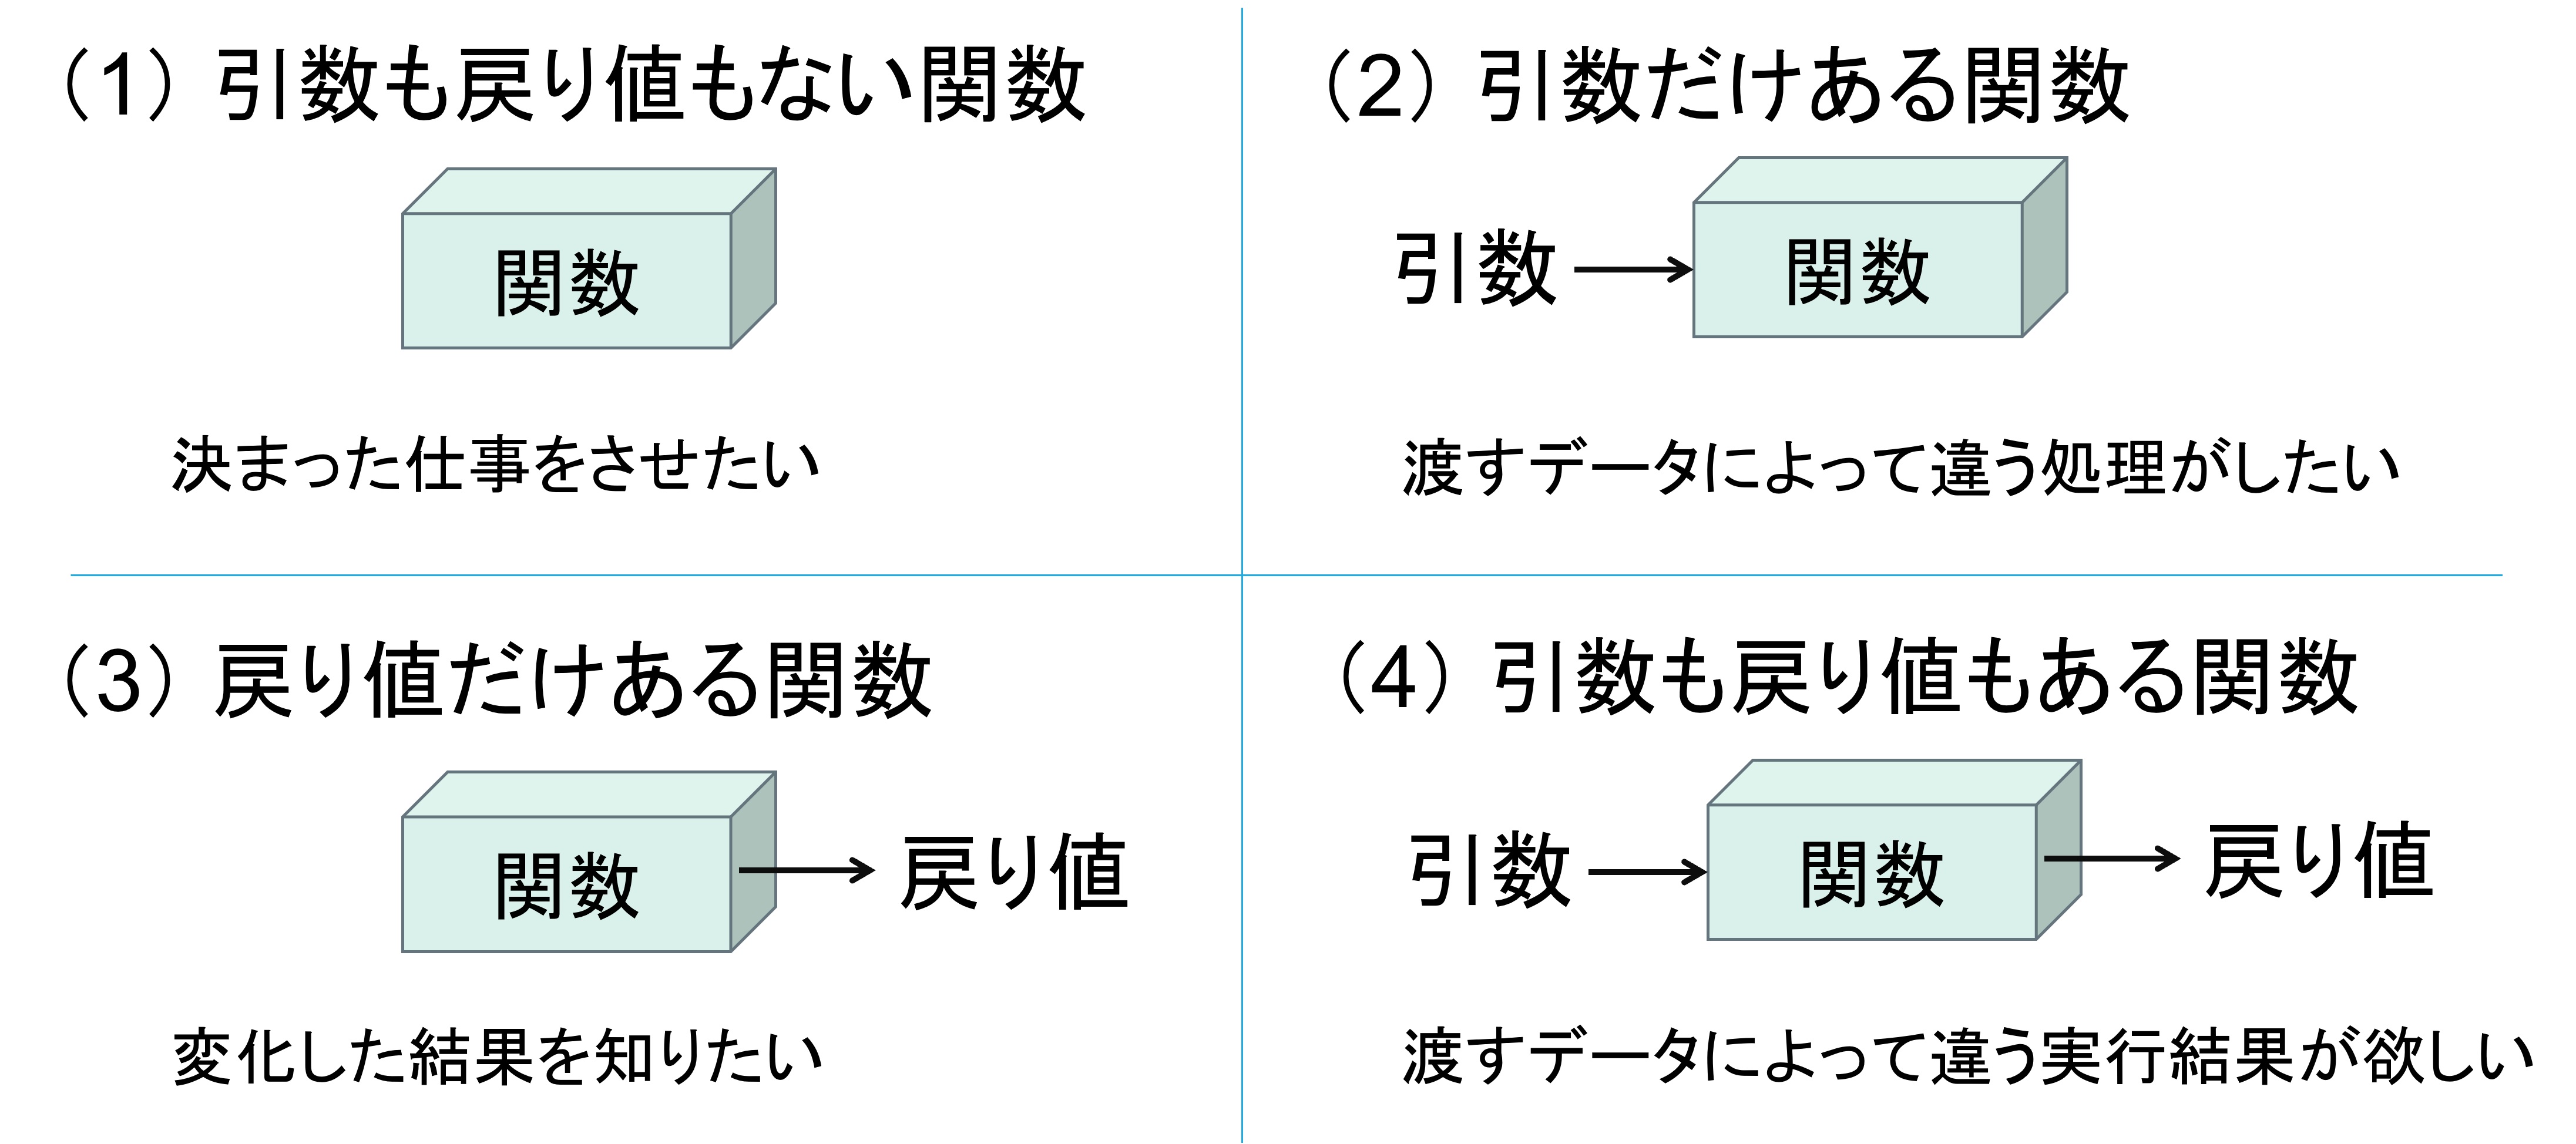 （1）引数も戻り値もない関数
関数
決まった仕事をさせたい
（2）引数だけある関数
引数
関数
渡すデータによって違う処理がしたい
（3）戻り値だけある関数
関数
戻り値
変化した結果を知りたい
（4）引数も戻り値もある関数
引数
関数
戻り値
渡すデータによって違う実行結果が欲しい